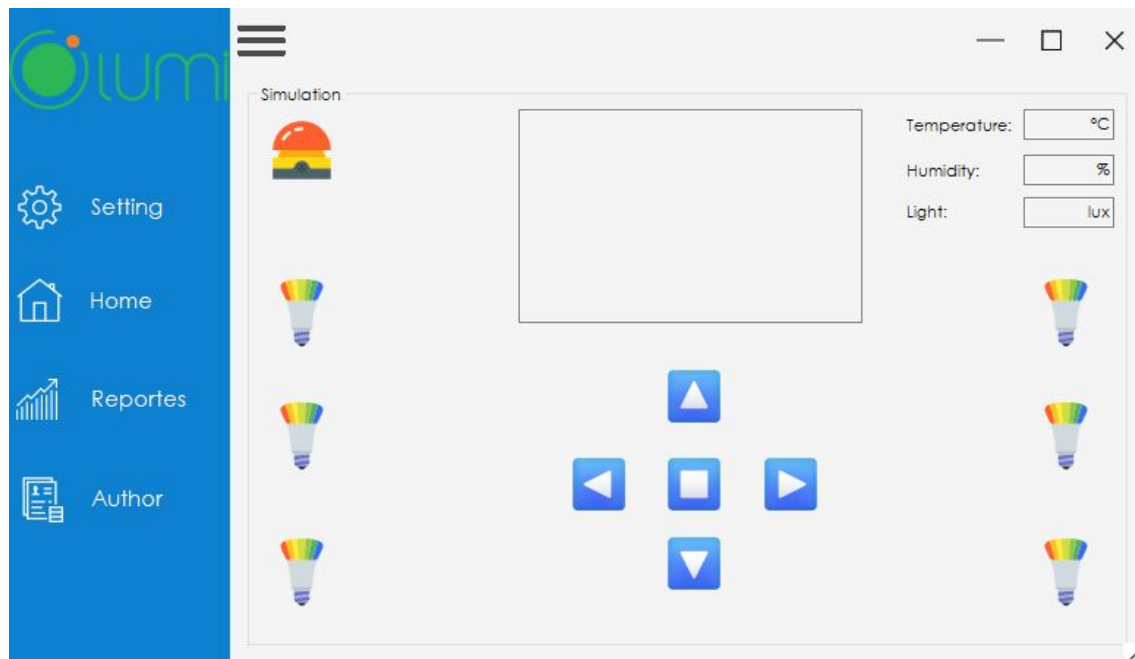 lumi
Simulation
Temperature: °C
Humidity: %
Light: lux
Setting
Home
Reportes
Author